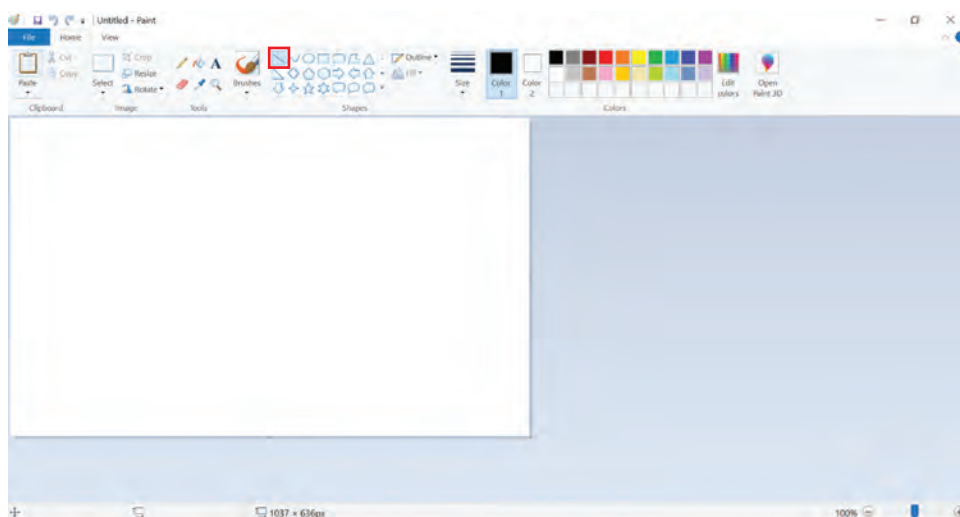 Untitled - Paint
File Home View
Paste
Cut
Copy
Clipboard
Select
Crop
Resize
Rotate
Image
A
Tools
Brushes
Outline
Fill
Shapes
Size
Color 1
Color 2
Edit colors
Colors
Open Paint 3D
1037 × 636px
100%